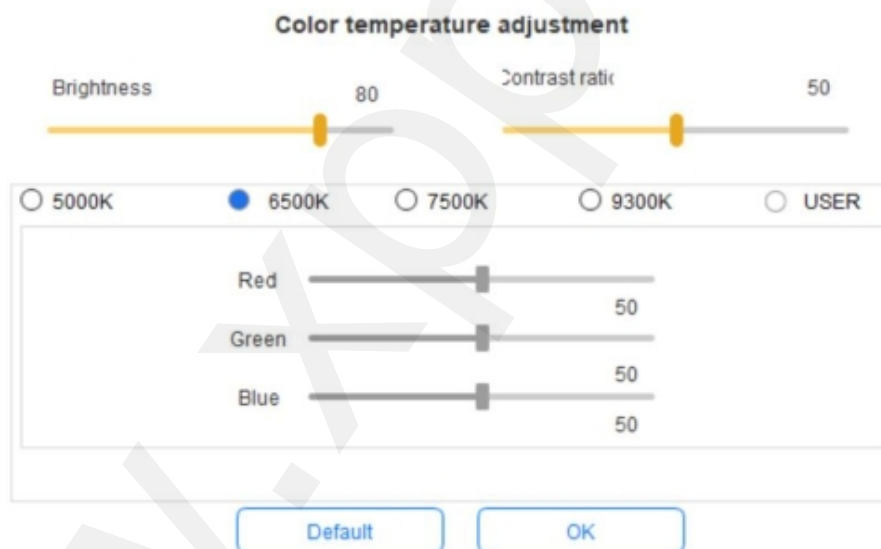 Color temperature adjustment
Brightness 80 Contrast ratio 50
5000K 6500K 7500K 9300K USER
Red
50
Green
50
Blue
50
Default OK